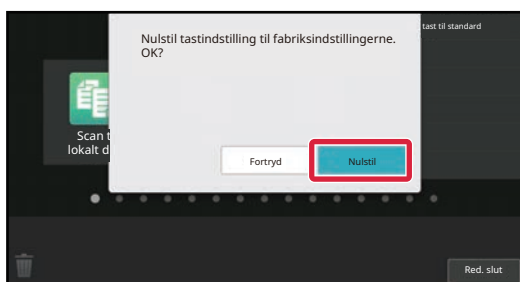 tast til standard
Nulstil tastindstilling til fabriksindstillingerne.
OK?
Scan t
lokalt d
Fortryd
Nulstil
Red. slut